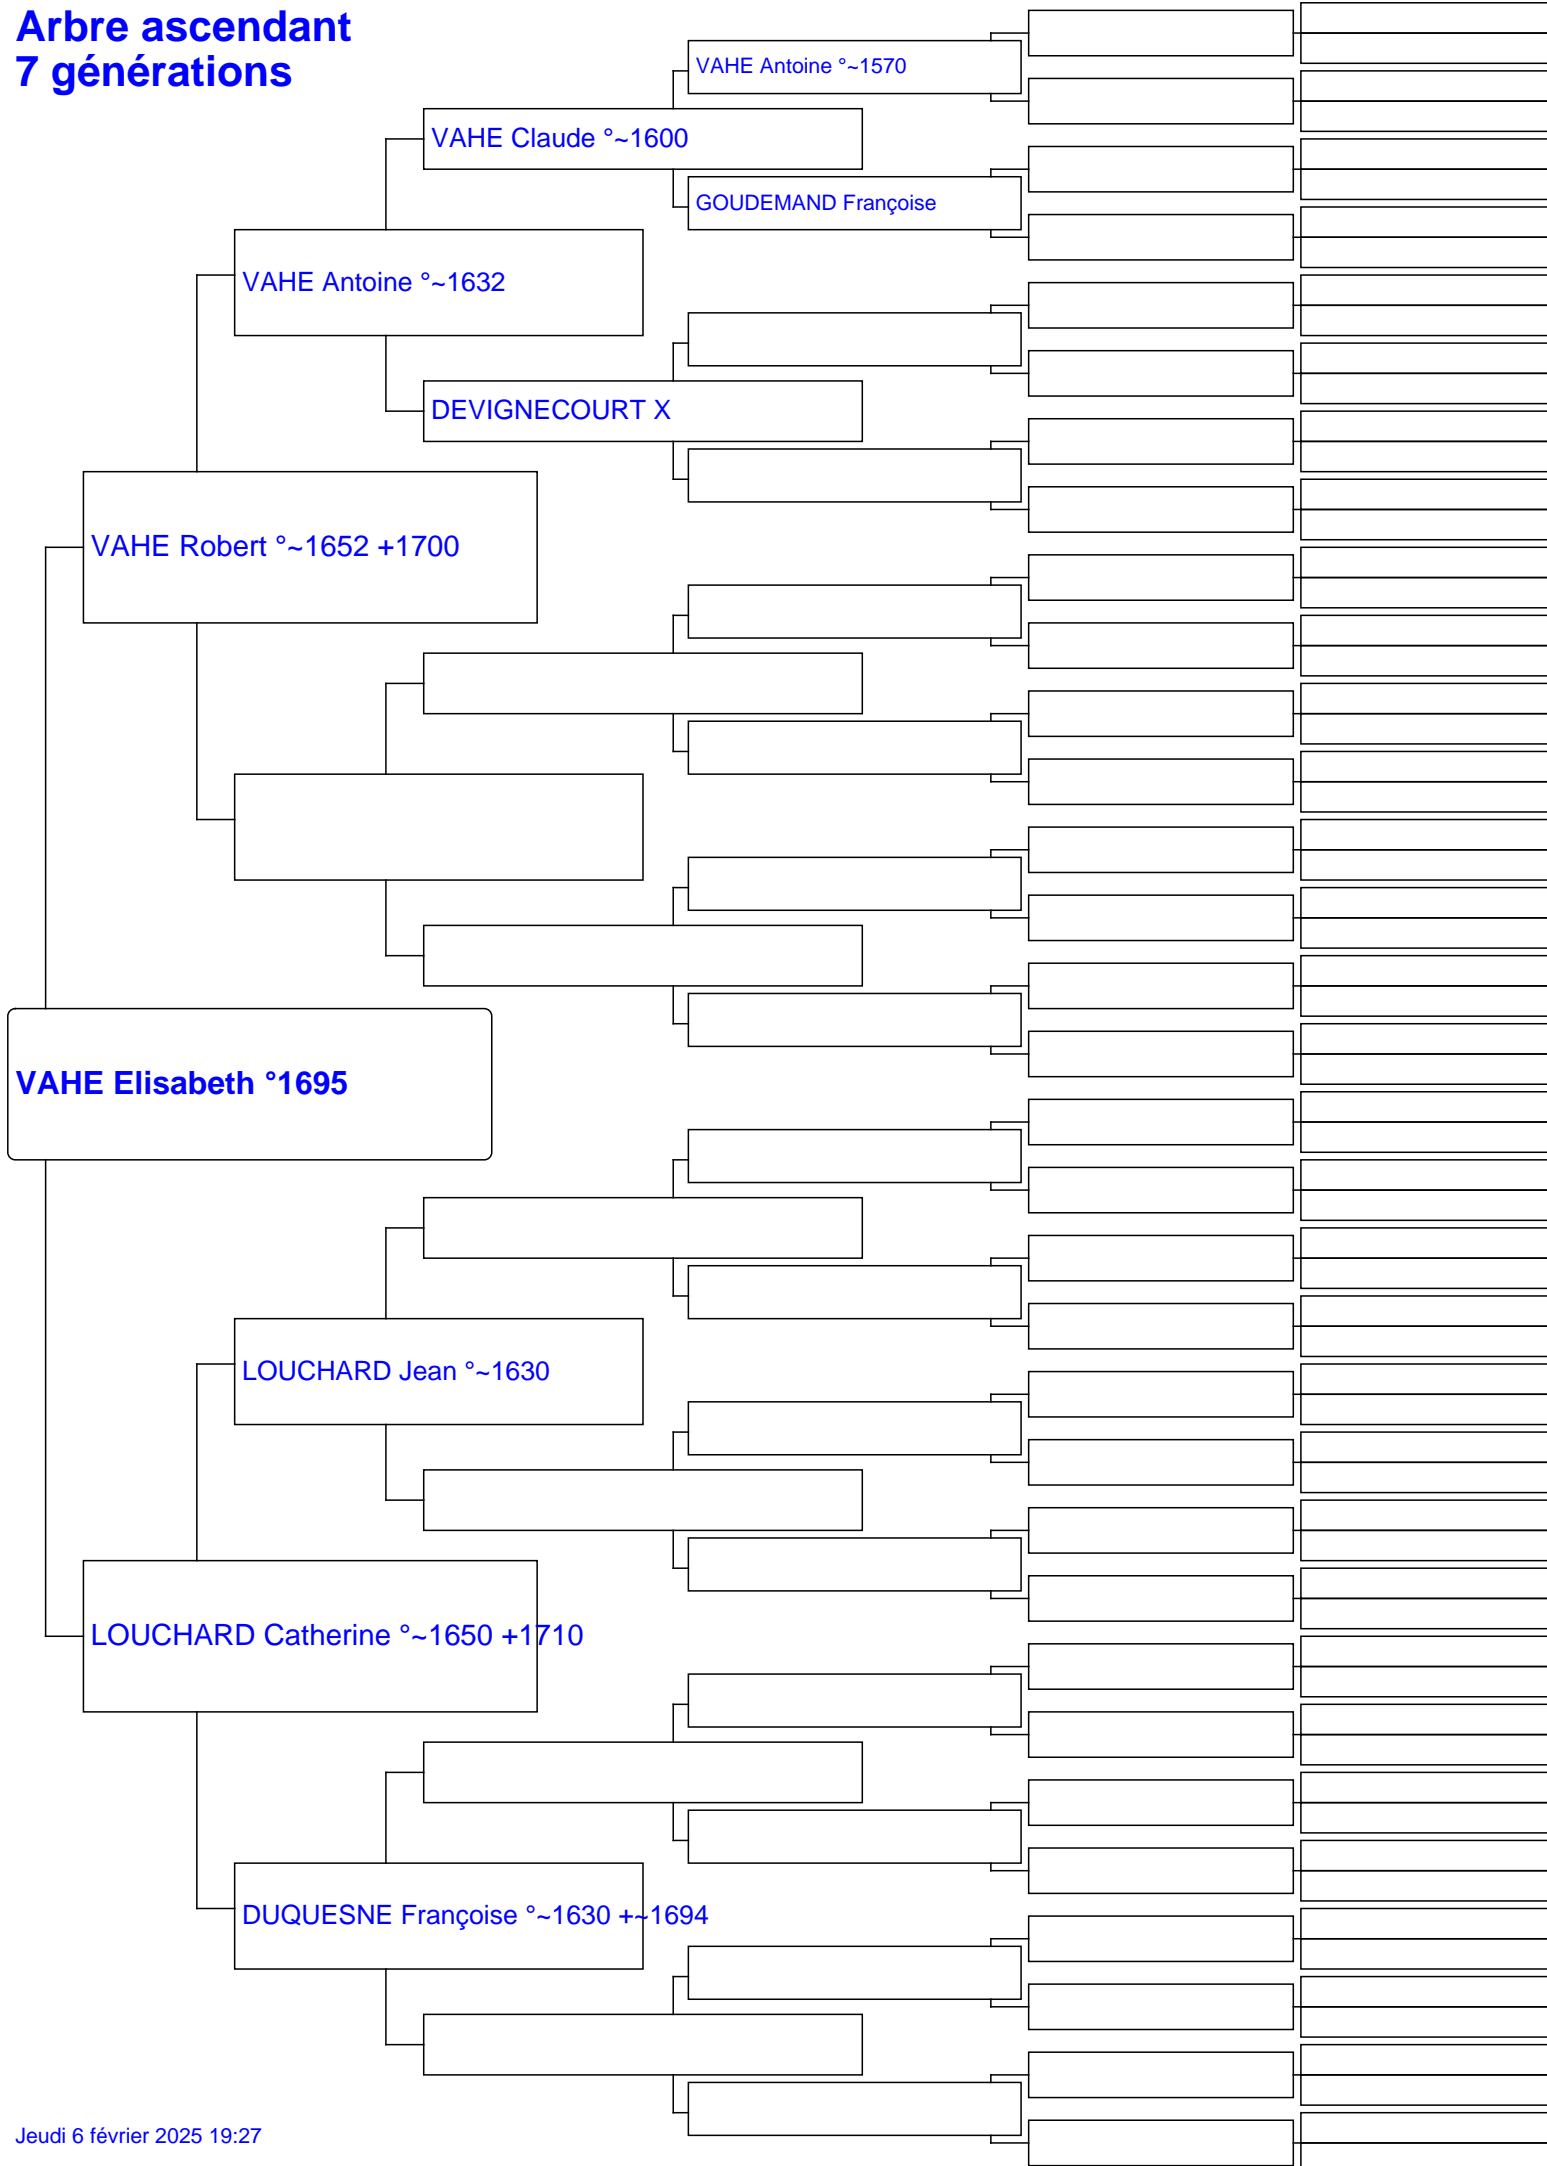 Arbre ascendant
7 générations
VAHE Antoine °~1570
VAHE Claude °~1600
GOUDEMAND Françoise
VAHE Antoine °~1632
DEVIGNECOURT X
VAHE Robert °~1652 +1700
VAHE Elisabeth °1695
LOUCHARD Jean °~1630
LOUCHARD Catherine °~1650 +1710
DUQUESNE Françoise °~1630 +~1694
Jeudi 6 février 2025 19:27